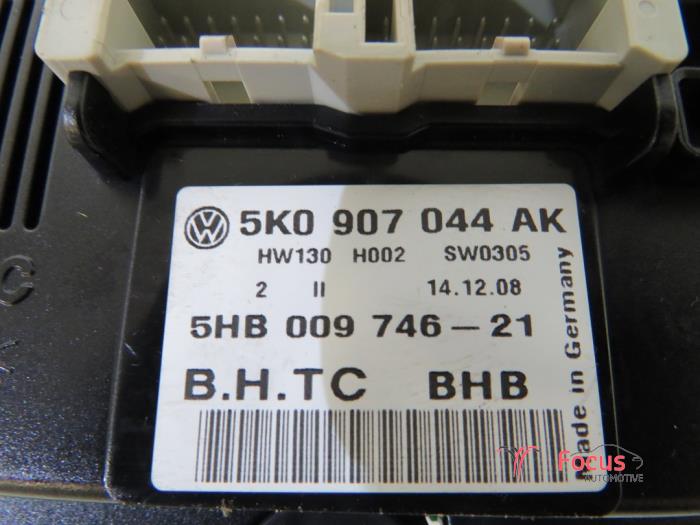 5K0 907 044 AK
HW130 H002 SW0305
2 II 14.12.08
5HB 009 746-21
B.H.TC BHB
Made in Germany
Focus
AUTOMOTIVE